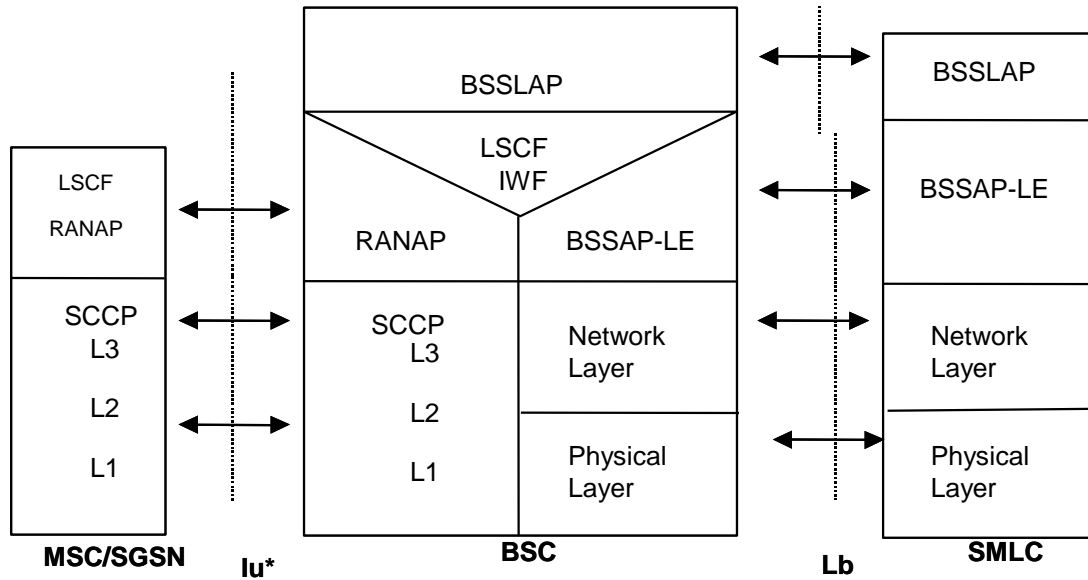 LSCF
RANAP
SCCP
L3
L2
L1
MSC/SGSN
Iu*
BSSLAP
LSCF
IWF
RANAP
BSSAP-LE
SCCP
L3
L2
L1
Network
Layer
Physical
Layer
BSC
Lb
BSSLAP
BSSAP-LE
Network
Layer
Physical
Layer
SMLC